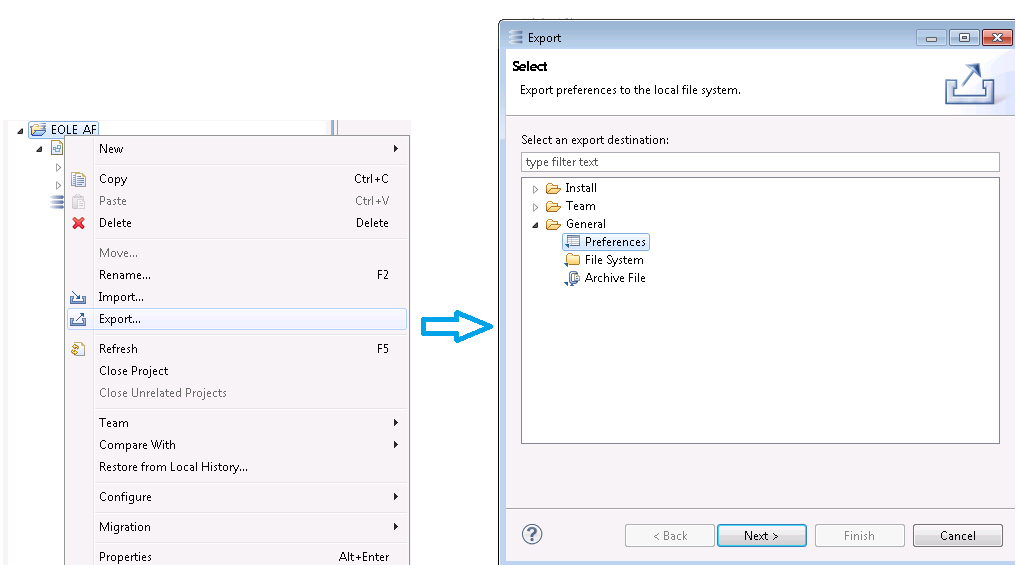 EOLE_AF
New
Copy Ctrl+C
Paste Ctrl+V
Delete Delete
Move...
Rename... F2
Import...
Export...
Refresh F5
Close Project
Close Unrelated Projects
Team
Compare With
Restore from Local History...
Configure
Migration
Properties Alt+Enter
Export
Select
Export preferences to the local file system.
Select an export destination:
type filter text
Install
Team
General
Preferences
File System
Archive File
?
< Back
Next >
Finish
Cancel